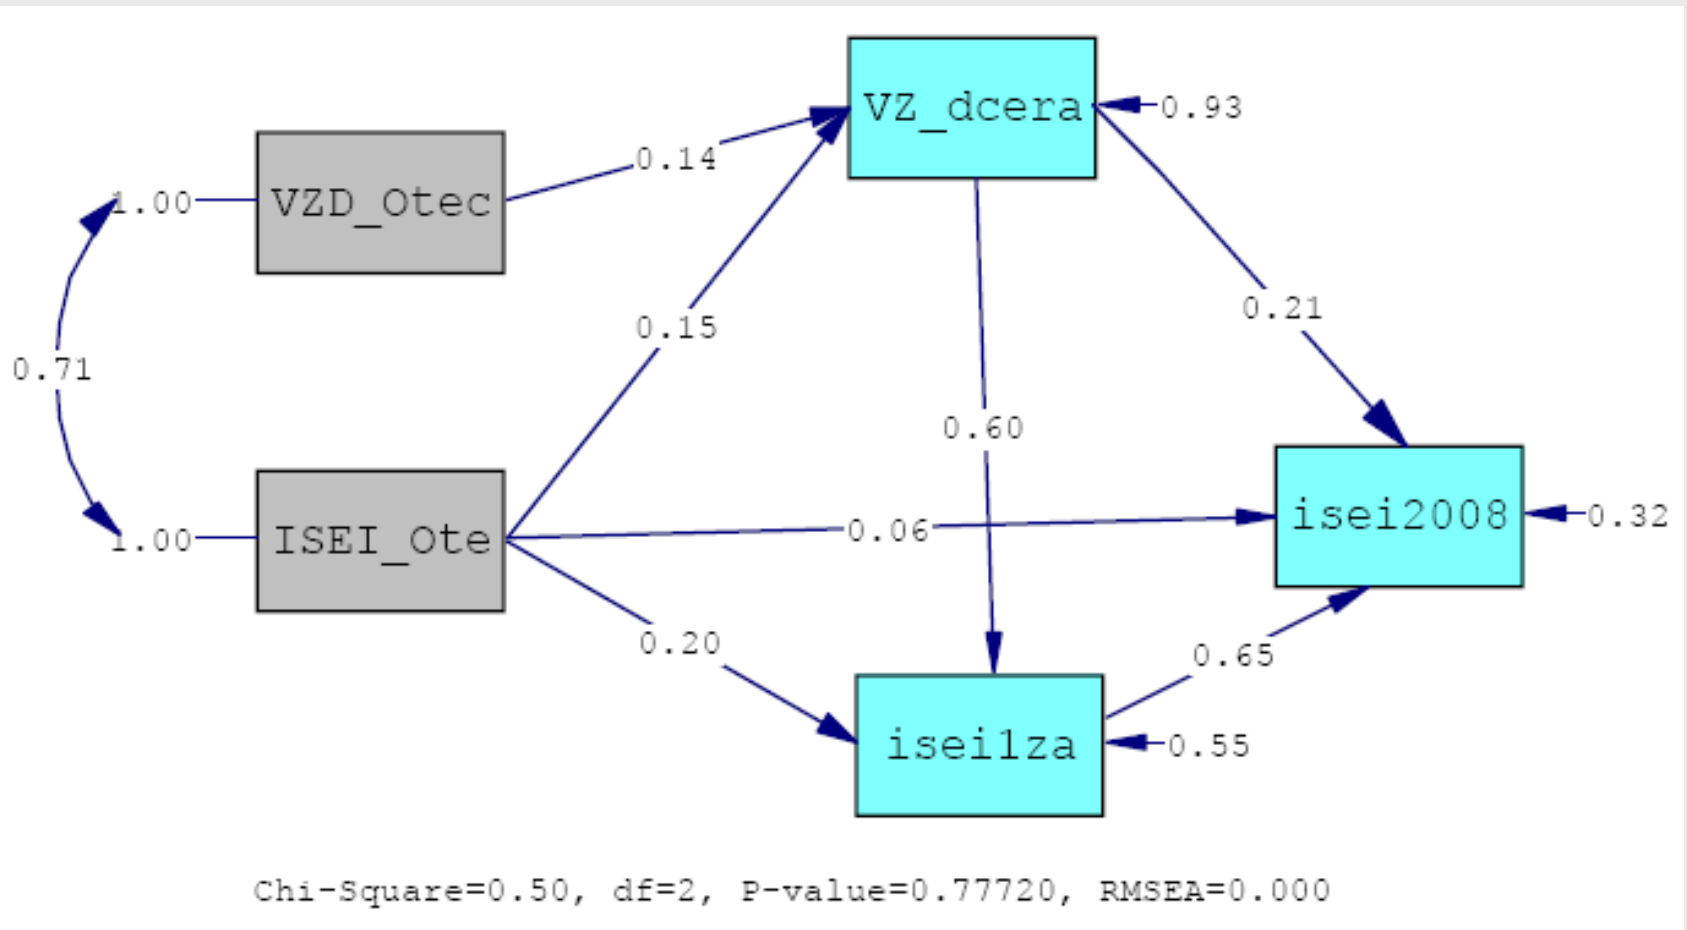 VZ_dcera
0.93
0.14
VZD_Otec
1.00
0.21
0.15
0.71
0.60
isei2008
0.32
0.06
ISEI_Ote
1.00
0.20
0.65
isei1za
0.55
Chi-Square=0.50, df=2, P-value=0.77720, RMSEA=0.000